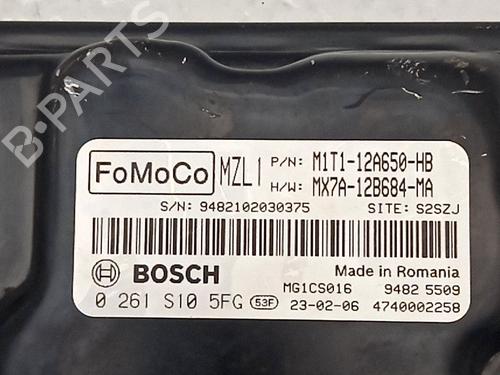 B-PARTS
FoMoCo MZL1 P/N: M1T1-12A650-HB
H/W: MX7A-12B684-MA
S/N: 9482102030375 SITE: S2SZJ
BOSCH Made in Romania
MG1CS016 9482 5509
0 261 S10 5FG 53F 23-02-06 4740002258